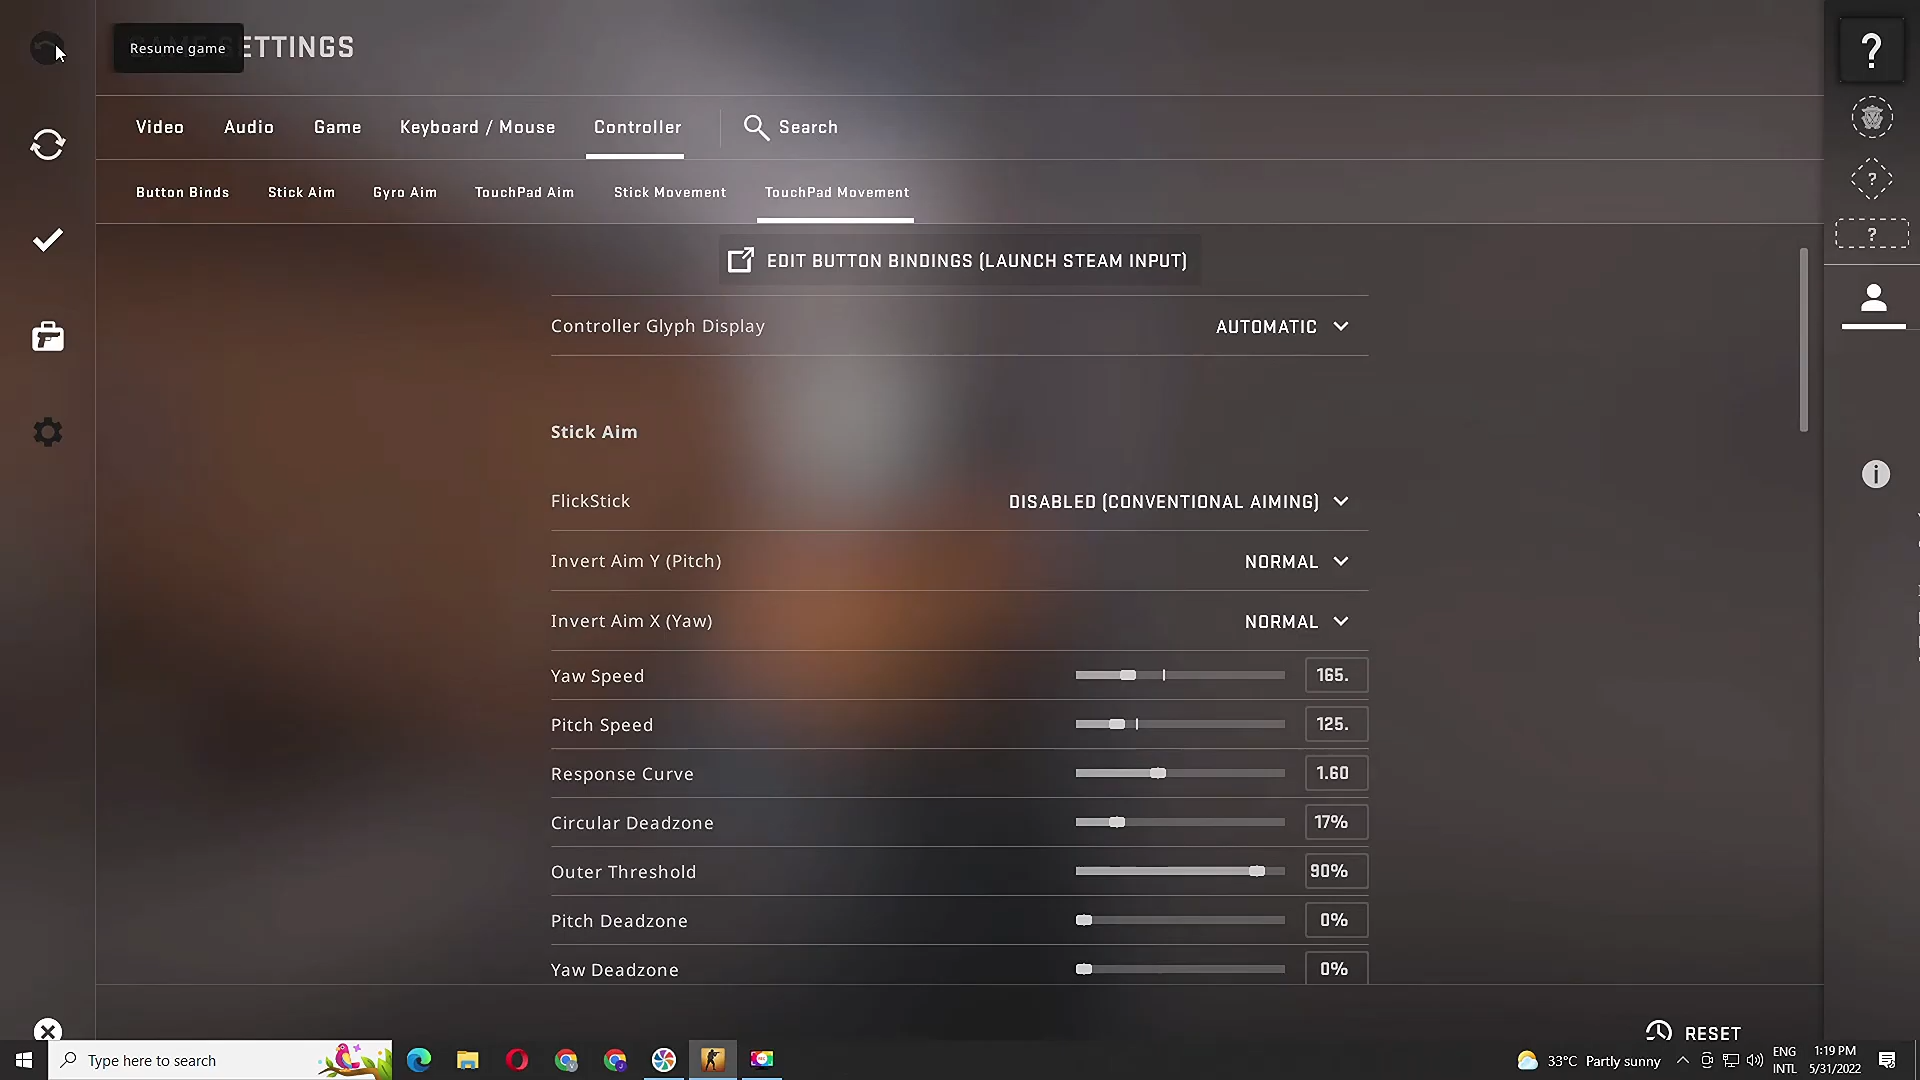 Resume game
ETTINGS
Video Audio Game Keyboard / Mouse Controller Search
Button Binds Stick Aim Gyro Aim TouchPad Aim Stick Movement TouchPad Movement
EDIT BUTTON BINDINGS (LAUNCH STEAM INPUT)
Controller Glyph Display AUTOMATIC
Stick Aim
FlickStick DISABLED (CONVENTIONAL AIMING)
Invert Aim Y (Pitch) NORMAL
Invert Aim X (Yaw) NORMAL
Yaw Speed 165.
Pitch Speed 125.
Response Curve 1.60
Circular Deadzone 17%
Outer Threshold 90%
Pitch Deadzone 0%
Yaw Deadzone 0%
RESET
Type here to search
33°C Partly sunny
ENG
INTL
1:19 PM
5/31/2022